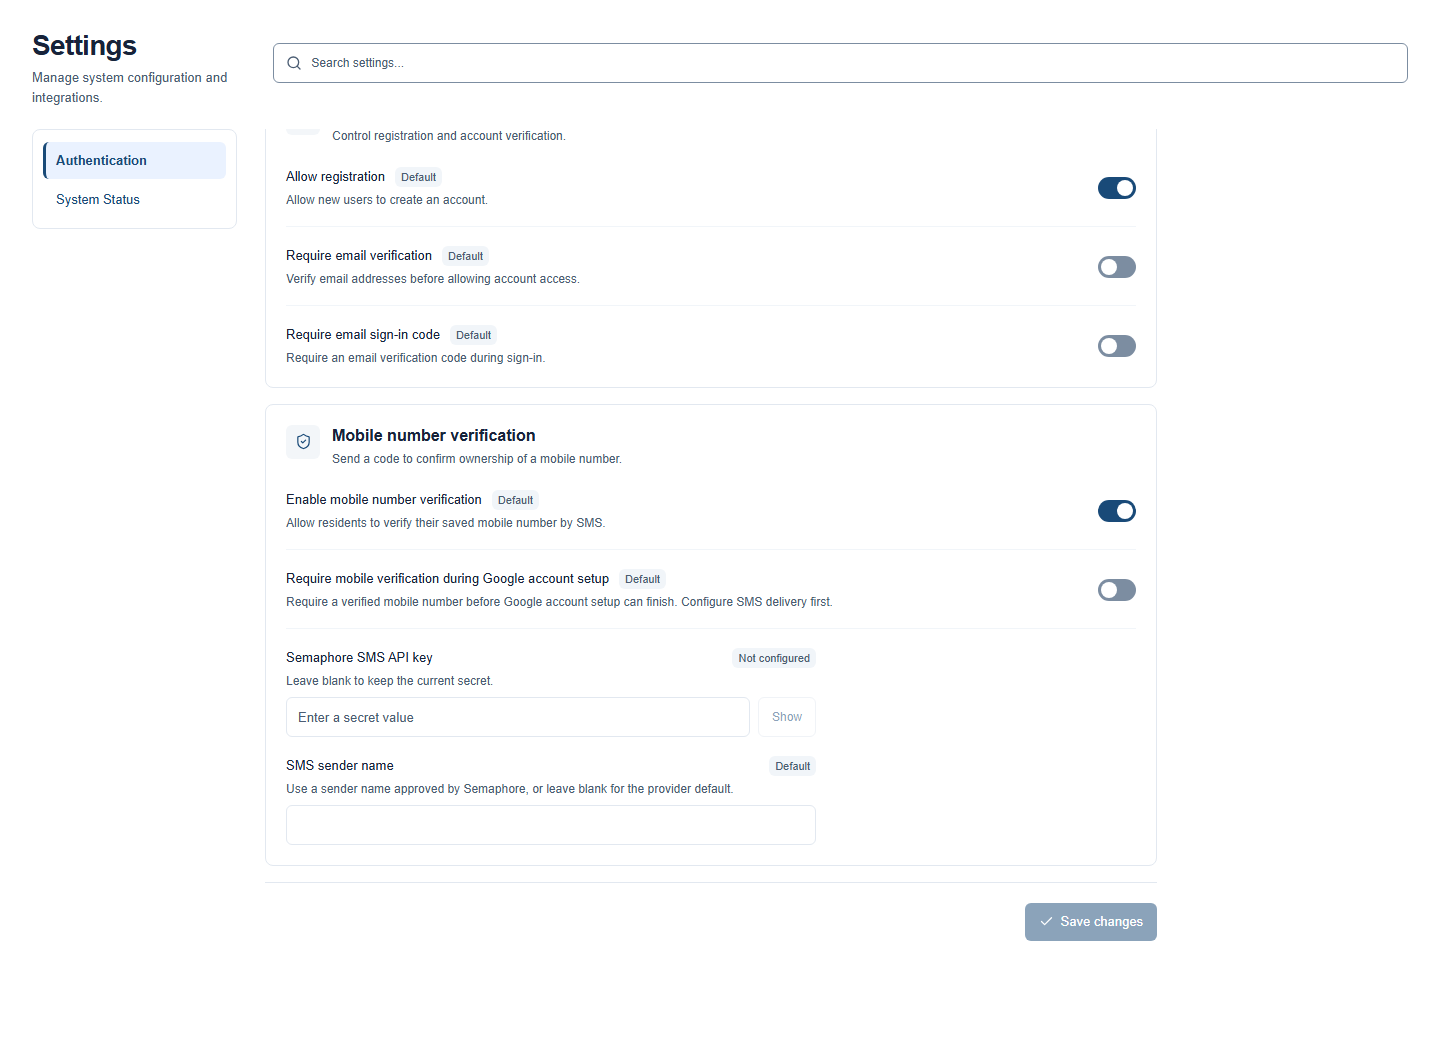 Settings
Manage system configuration and
integrations.
Search settings...
Authentication
System Status
Control registration and account verification.
Allow registration Default
Allow new users to create an account.
Require email verification Default
Verify email addresses before allowing account access.
Require email sign-in code Default
Require an email verification code during sign-in.
Mobile number verification
Send a code to confirm ownership of a mobile number.
Enable mobile number verification Default
Allow residents to verify their saved mobile number by SMS.
Require mobile verification during Google account setup Default
Require a verified mobile number before Google account setup can finish. Configure SMS delivery first.
Semaphore SMS API key Not configured
Leave blank to keep the current secret.
Enter a secret value Show
SMS sender name Default
Use a sender name approved by Semaphore, or leave blank for the provider default.
Save changes